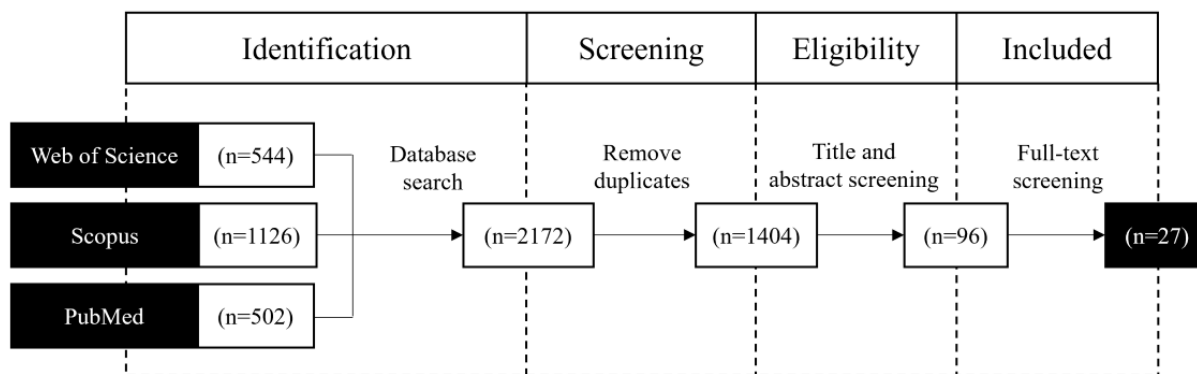 Identification
Screening
Eligibility
Included
Web of Science
(n=544)
Scopus
(n=1126)
PubMed
(n=502)
Database
search
(n=2172)
Remove
duplicates
(n=1404)
Title and
abstract screening
(n=96)
Full-text
screening
(n=27)